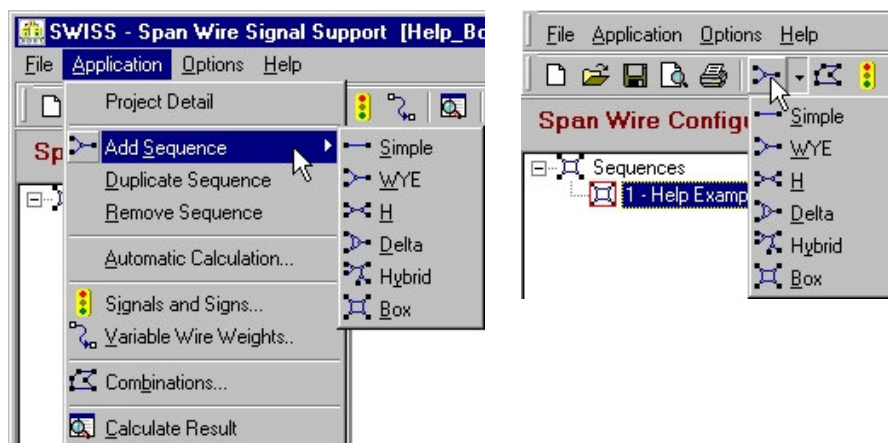 SWISS - Span Wire Signal Support [Help_Bo
File Application Options Help
Project Detail
Sp
Add Sequence
Duplicate Sequence
Remove Sequence
Automatic Calculation...
Signals and Signs...
Variable Wire Weights..
Combinations...
Calculate Result
Simple
WYE
H
Delta
Hybrid
Box
File Application Options Help
Span Wire Configu
Sequences
1 - Help Examp
Simple
WYE
H
Delta
Hybrid
Box